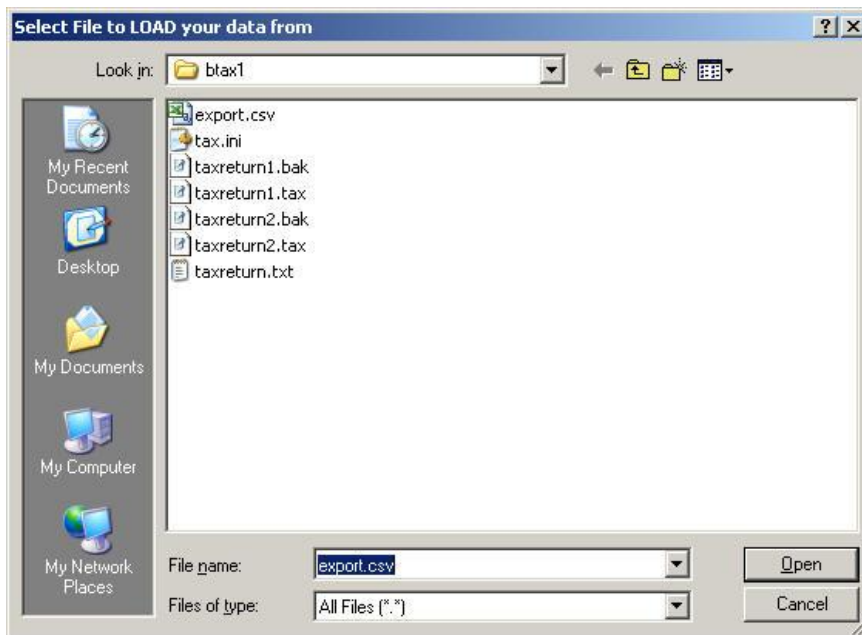 Select File to LOAD your data from
Look in: btax1
My Recent
Documents
Desktop
My Documents
My Computer
My Network
Places
export.csv
tax.ini
taxreturn1.bak
taxreturn1.tax
taxreturn2.bak
taxreturn2.tax
taxreturn.txt
File name: export.csv Open
Files of type: All Files (*.*) Cancel